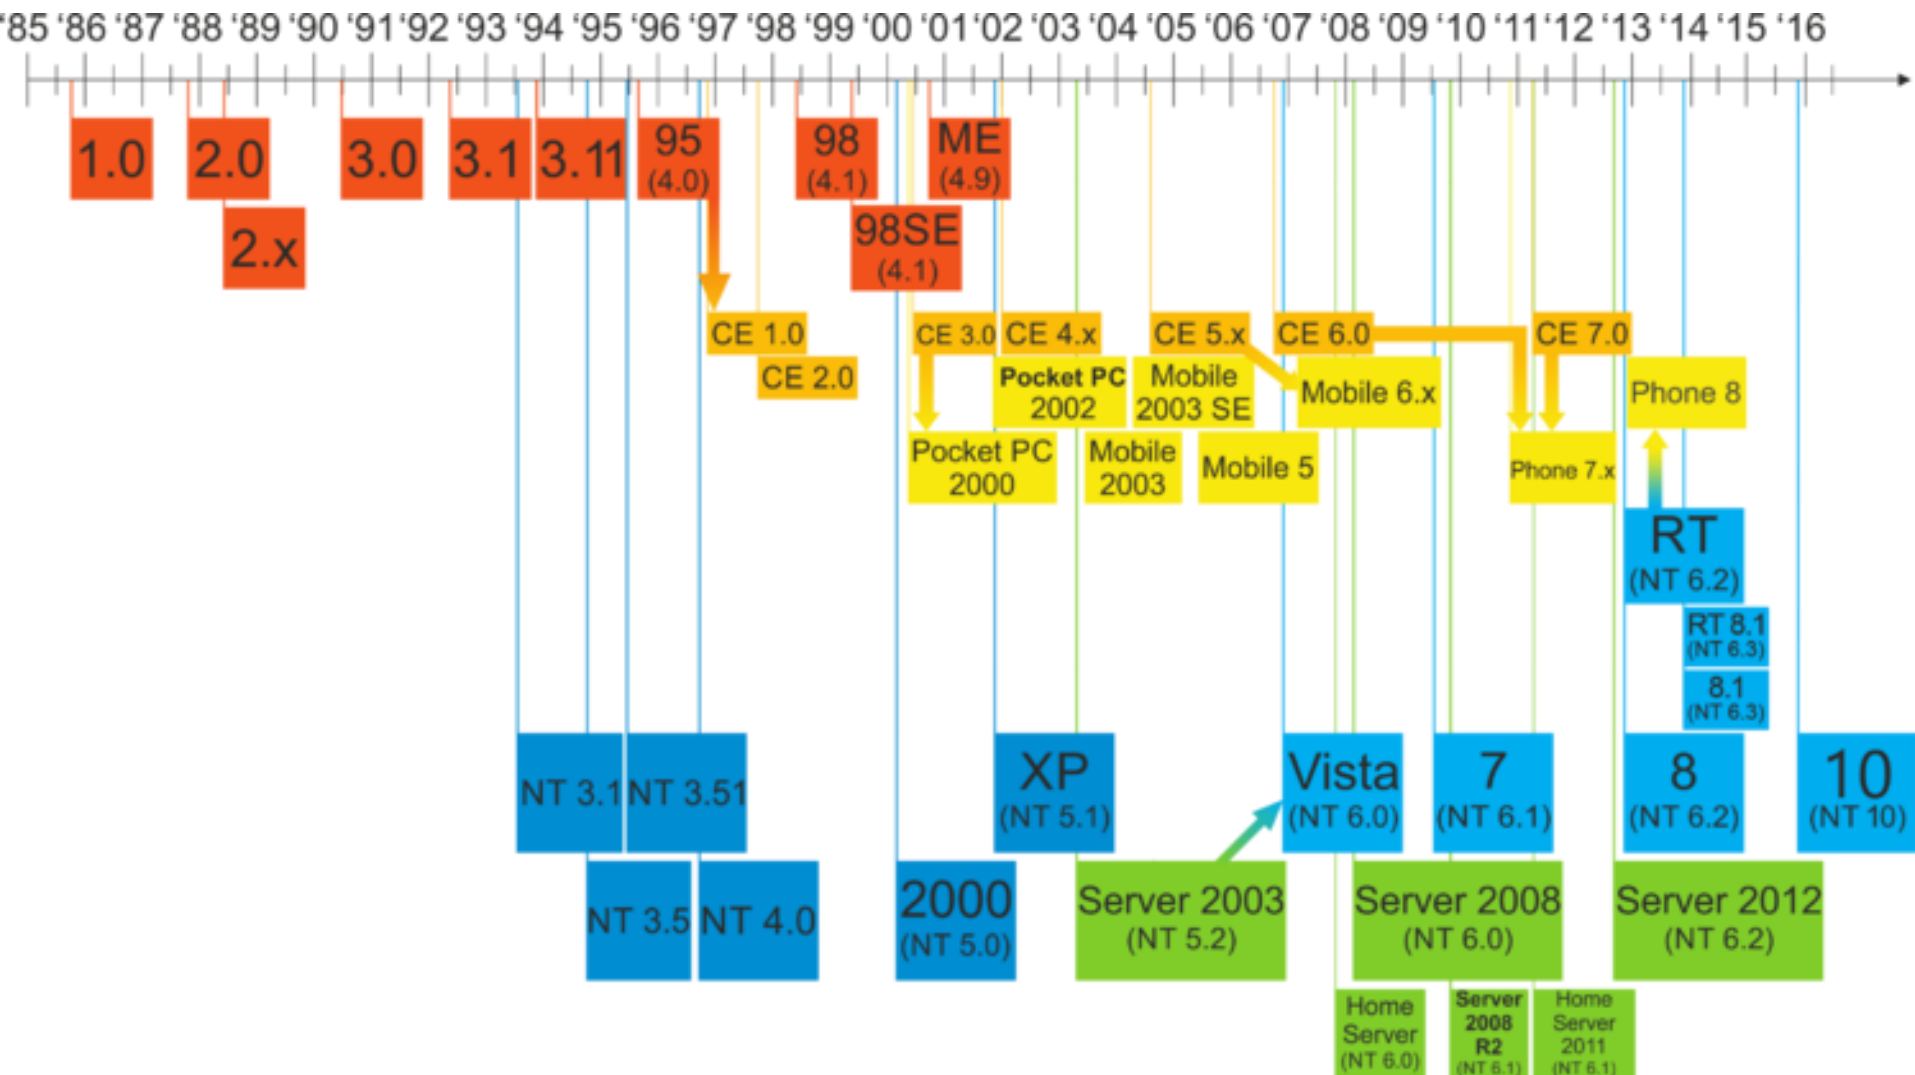 ‘85 ‘86 ‘87 ‘88 ‘89 ‘90 ‘91 ‘92 ‘93 ‘94 ‘95 ‘96 ‘97 ‘98 ‘99 ‘00 ‘01 ‘02 ‘03 ‘04 ‘05 ‘06 ‘07 ‘08 ‘09 ‘10 ‘11 ‘12 ‘13 ‘14 ‘15 ‘16
1.0
2.0
2.x
3.0
3.1
3.11
95
(4.0)
98
(4.1)
98SE
(4.1)
ME
(4.9)
CE 1.0
CE 2.0
CE 3.0
CE 4.x
CE 5.x
CE 6.0
CE 7.0
Pocket PC
2002
Mobile
2003 SE
Mobile 6.x
Phone 8
Pocket PC
2000
Mobile
2003
Mobile 5
Phone 7.x
RT
(NT 6.2)
RT 8.1
(NT 6.3)
8.1
(NT 6.3)
NT 3.1
NT 3.51
XP
(NT 5.1)
Vista
(NT 6.0)
7
(NT 6.1)
8
(NT 6.2)
10
(NT 10)
NT 3.5
NT 4.0
2000
(NT 5.0)
Server 2003
(NT 5.2)
Server 2008
(NT 6.0)
Server 2012
(NT 6.2)
Home
Server
(NT 6.0)
Server
2008
R2
(NT 6.1)
Home
Server
2011
(NT 6.1)